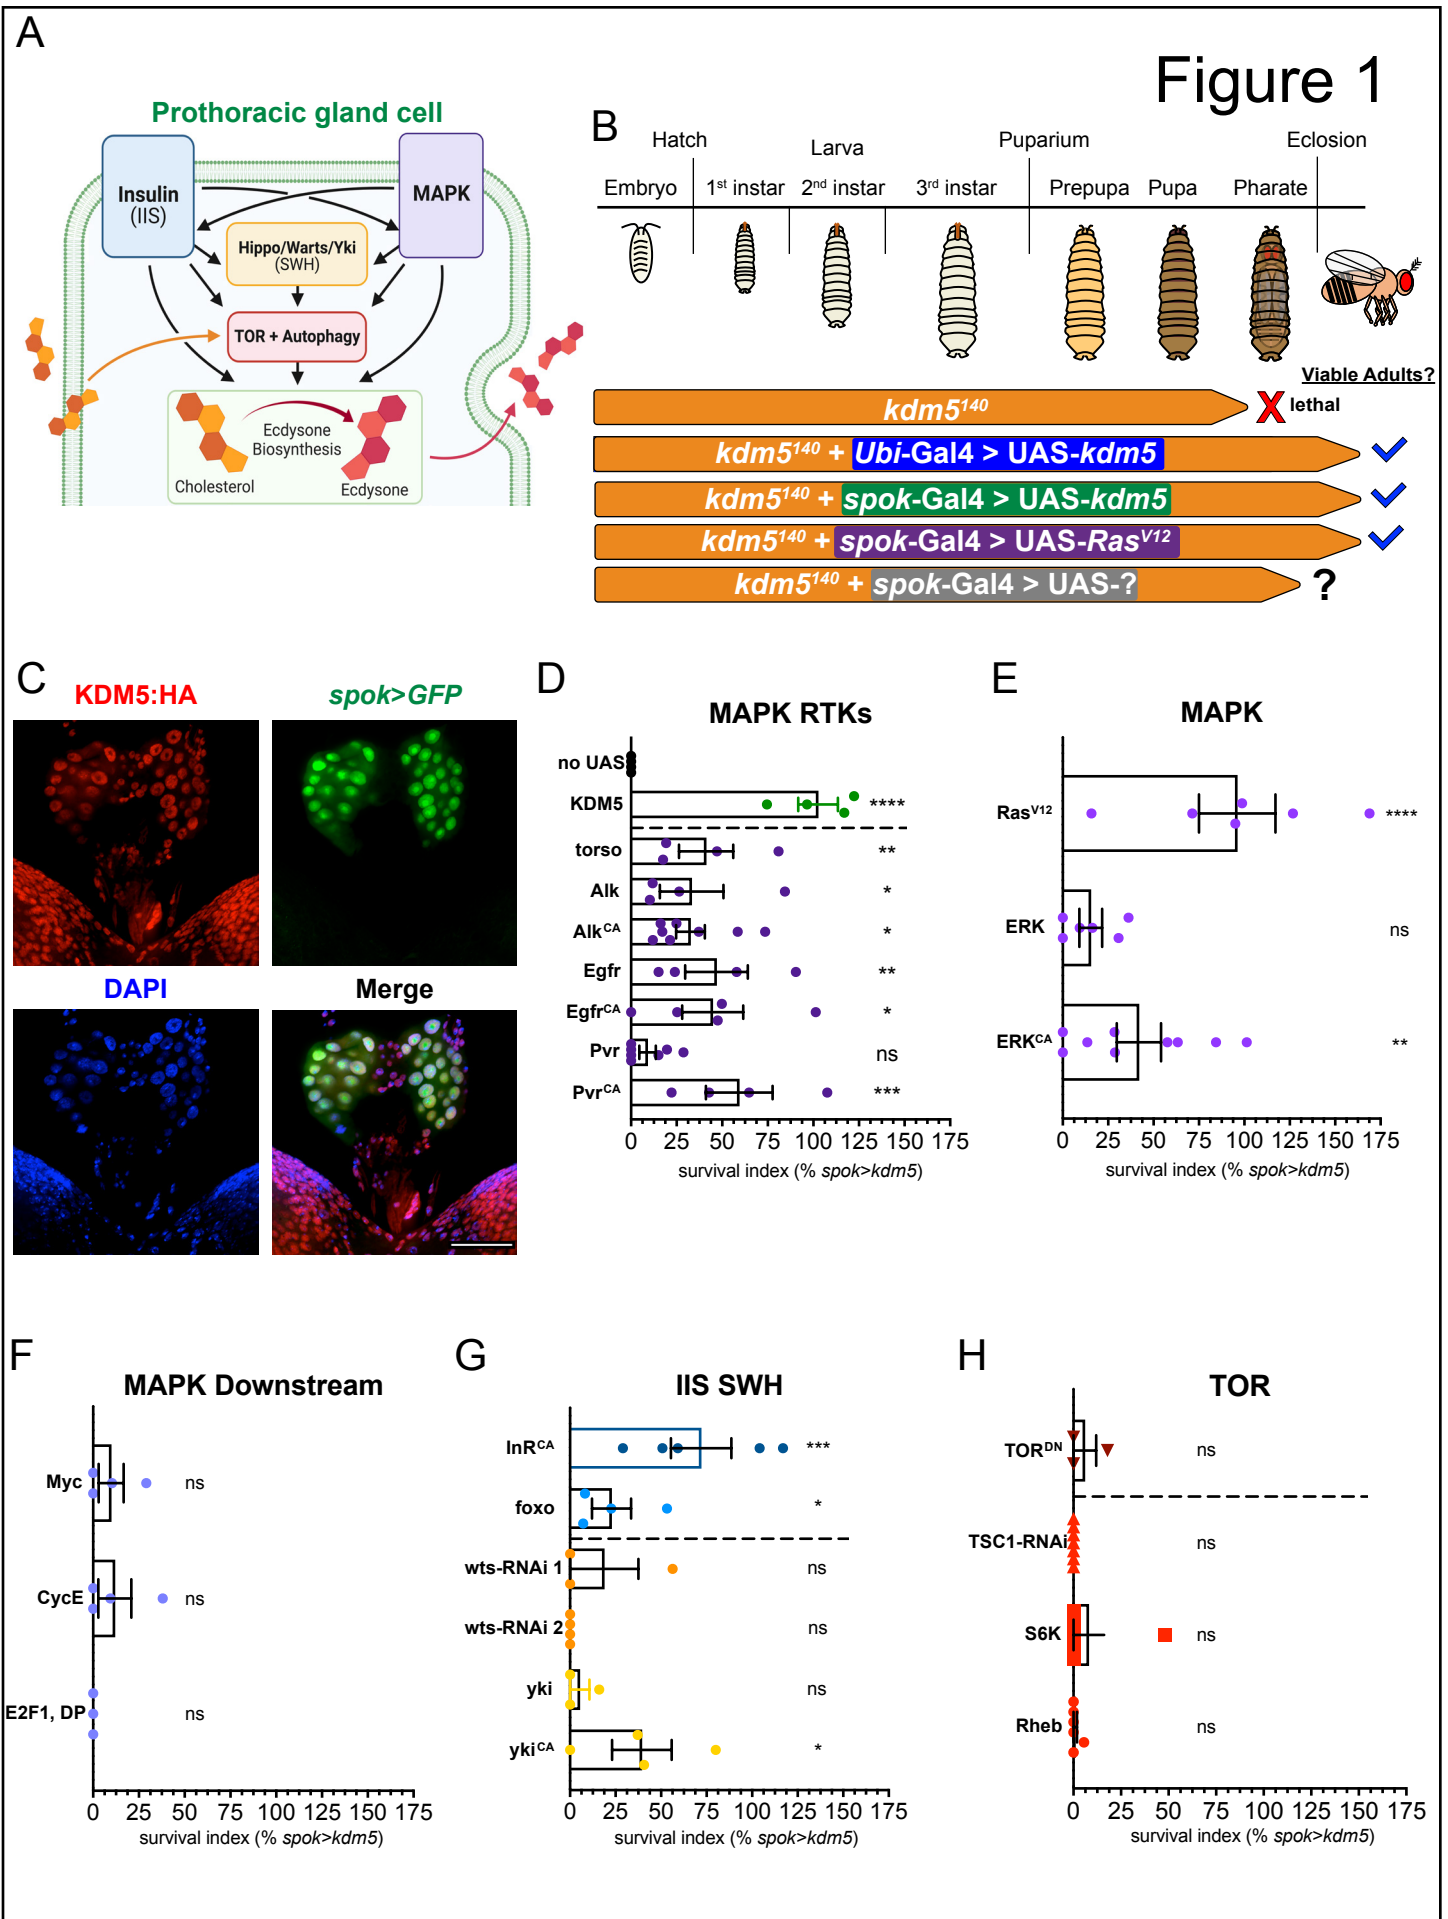 A
Figure 1
Prothoracic gland cell
Insulin
(IIS)
MAPK
Hippo/Warts/Yki
(SWH)
TOR + Autophagy
Ecdysone
Biosynthesis
Cholesterol
Ecdysone
B
Hatch
Larva
Puparium
Eclosion
Embryo
1st instar
2nd instar
3rd instar
Prepupa
Pupa
Pharate
Viable Adults?
kdm5140
X lethal
kdm5140 + Ubi-Gal4 > UAS-kdm5
kdm5140 + spok-Gal4 > UAS-kdm5
kdm5140 + spok-Gal4 > UAS-RasV12
kdm5140 + spok-Gal4 > UAS-?
?
C
KDM5:HA
spok>GFP
DAPI
Merge
D
MAPK RTKs
no UAS
KDM5 ****
torso **
Alk *
AlkCA *
Egfr **
EgfrCA *
Pvr ns
PvrCA ***
0 25 50 75 100 125 150 175
survival index (% spok>kdm5)
E
MAPK
RasV12 ****
ERK ns
ERKCA **
0 25 50 75 100 125 150 175
survival index (% spok>kdm5)
F
MAPK Downstream
Myc ns
CycE ns
E2F1, DP ns
0 25 50 75 100 125 150 175
survival index (% spok>kdm5)
G
IIS SWH
InRCA ***
foxo *
wts-RNAi 1 ns
wts-RNAi 2 ns
yki ns
ykiCA *
0 25 50 75 100 125 150 175
survival index (% spok>kdm5)
H
TOR
TORDN ns
TSC1-RNAi ns
S6K ns
Rheb ns
0 25 50 75 100 125 150 175
survival index (% spok>kdm5)